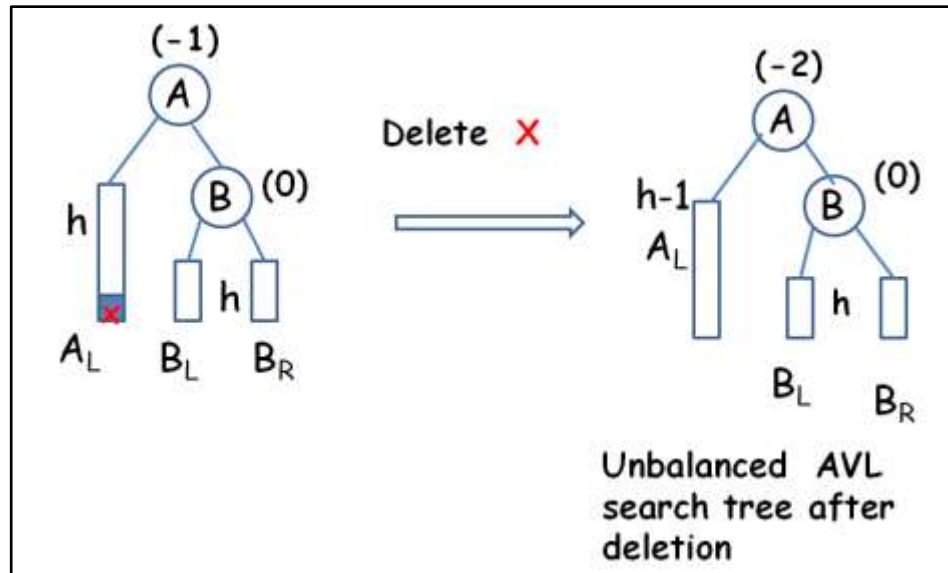 (-1)
A
B (0)
h
x
h
A_L B_L B_R
Delete X
(-2)
A
h-1
A_L
B (0)
h
B_L B_R
Unbalanced AVL
search tree after
deletion